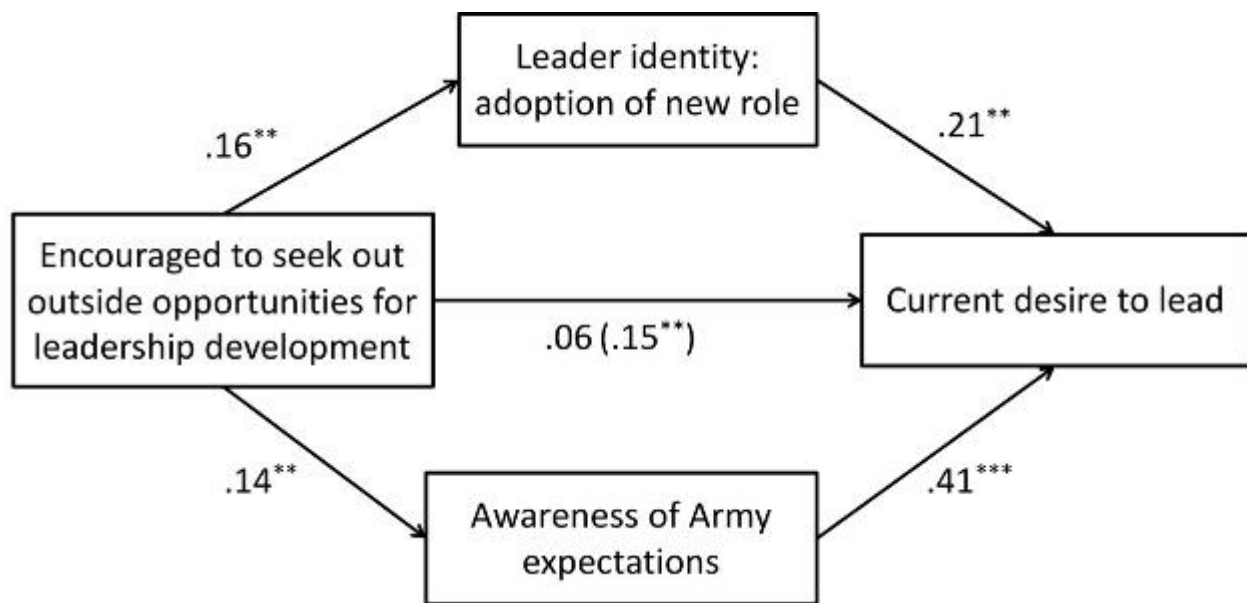 Leader identity:
adoption of new role
.16**
.21**
Encouraged to seek out
outside opportunities for
leadership development
Current desire to lead
.06 (.15**)
.14**
.41***
Awareness of Army
expectations